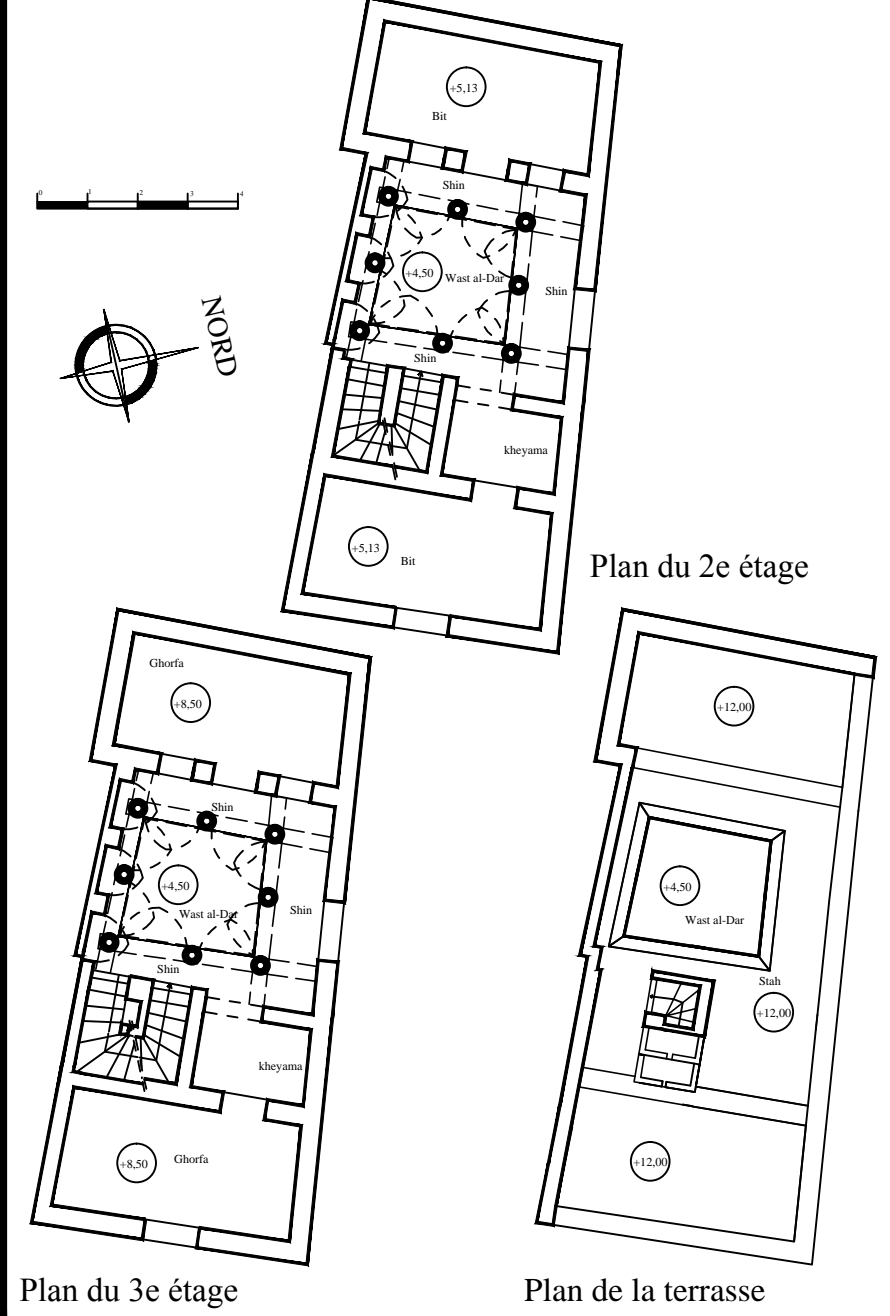 +5,13
Bit
Shin
+4,50
Wast al-Dar
Shin
Shin
kheyama
+5,13
Bit
Plan du 2e étage
0 1 2 3 4
NORD
Ghorfa
+8,50
Shin
+4,50
Wast al-Dar
Shin
Shin
kheyama
+8,50
Ghorfa
Plan du 3e étage
+12,00
+4,50
Wast al-Dar
Stah
+12,00
+12,00
Plan de la terrasse